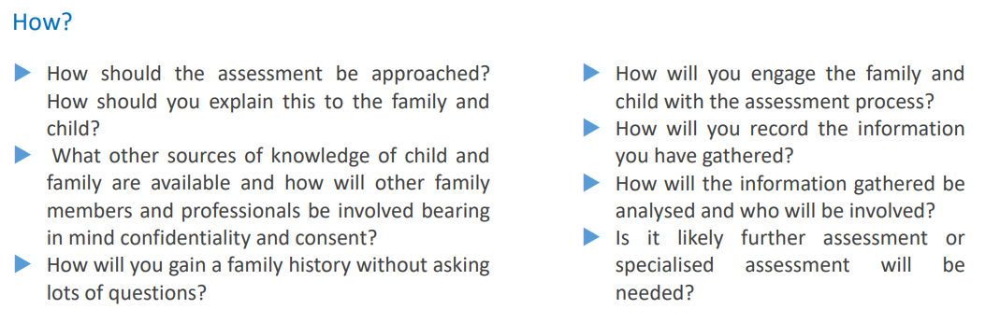 How?
How should the assessment be approached?
How should you explain this to the family and
child?
What other sources of knowledge of child and
family are available and how will other family
members and professionals be involved bearing
in mind confidentiality and consent?
How will you gain a family history without asking
lots of questions?
How will you engage the family and
child with the assessment process?
How will you record the information
you have gathered?
How will the information gathered be
analysed and who will be involved?
Is it likely further assessment or
specialised assessment will be
needed?